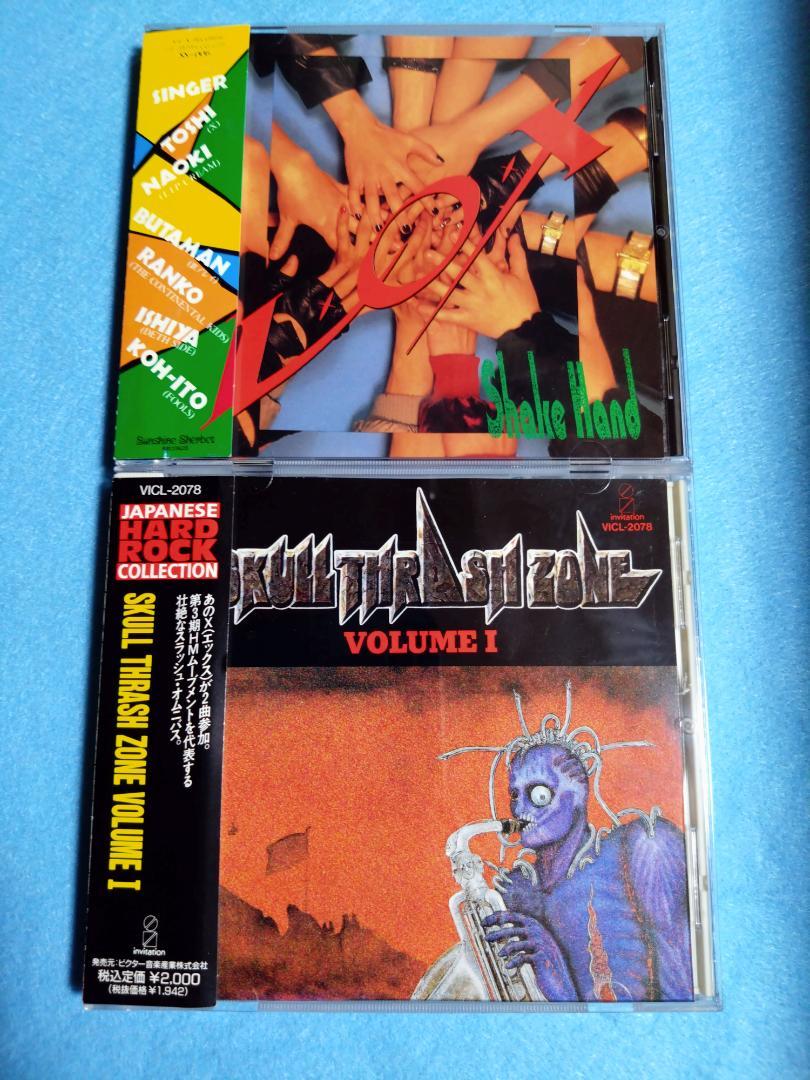 SINGER
TOSHI
(X)
NAOKI
BUTAMAN
RANKO
(THE CONTINENTAL KIDS)
ISHIYA
(DETH SIDE)
KOH-ITO
(FOOLS)
Sunshine Sherbet
LOX
Shake Hand
VICL-2078
JAPANESE
HARD
ROCK
COLLECTION
あのX〈エックス〉が2曲参加。
第3期HMムーブメントを代表する
壮絶なスラッシュ・オムニバス。
SKULL THRASH ZONE VOLUME I
invitation
発売元:ビクター音楽産業株式会社
税込定価 ¥2,000
(税抜価格 ¥1,942)
invitation
VICL-2078
SKULL THRASH ZONE
VOLUME I